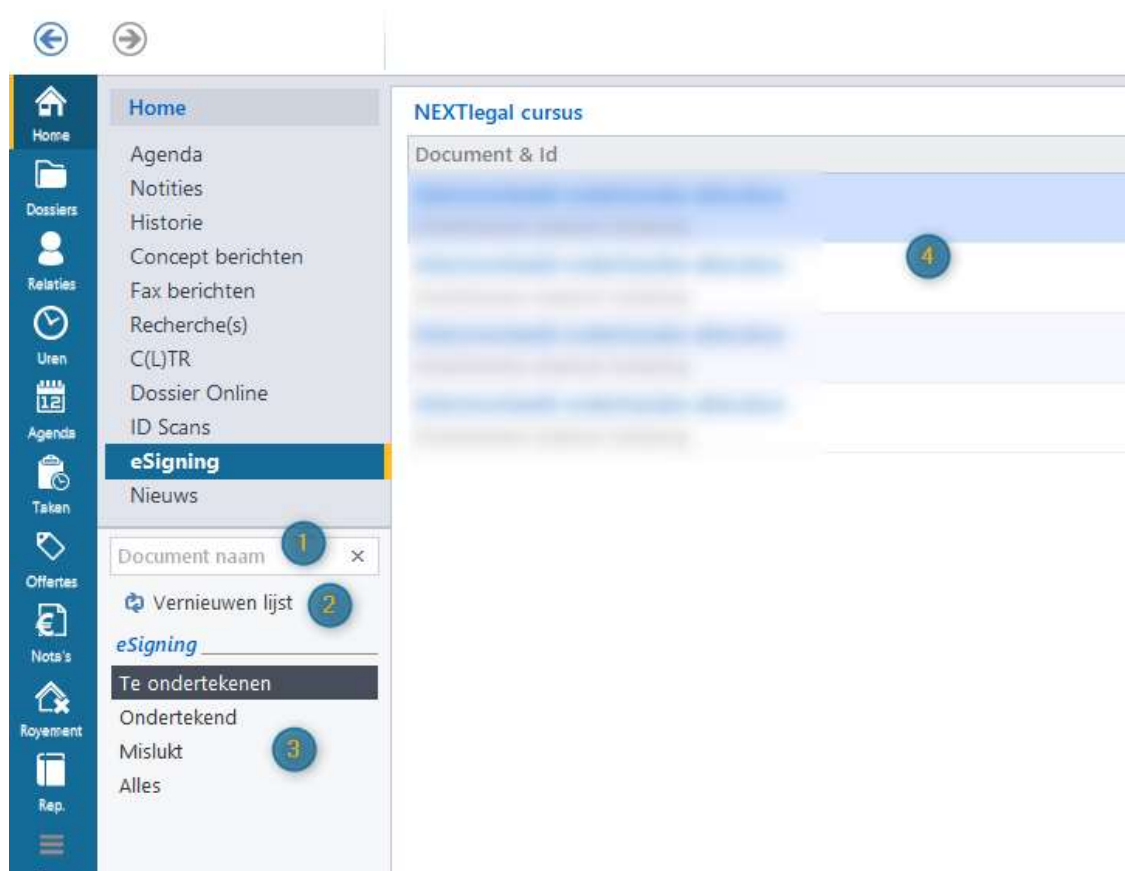 Home
Dossiers
Relaties
Uren
12
Agenda
Taken
Offertes
Nota's
Royement
Rep.
Home
Agenda
Notities
Historie
Concept berichten
Fax berichten
Recherche(s)
C(L)TR
Dossier Online
ID Scans
eSigning
Nieuws
Document naam 1 ×
Vernieuwen lijst 2
eSigning
Te ondertekenen
Ondertekend
Mislukt 3
Alles
NEXTlegal cursus
Document & Id
4